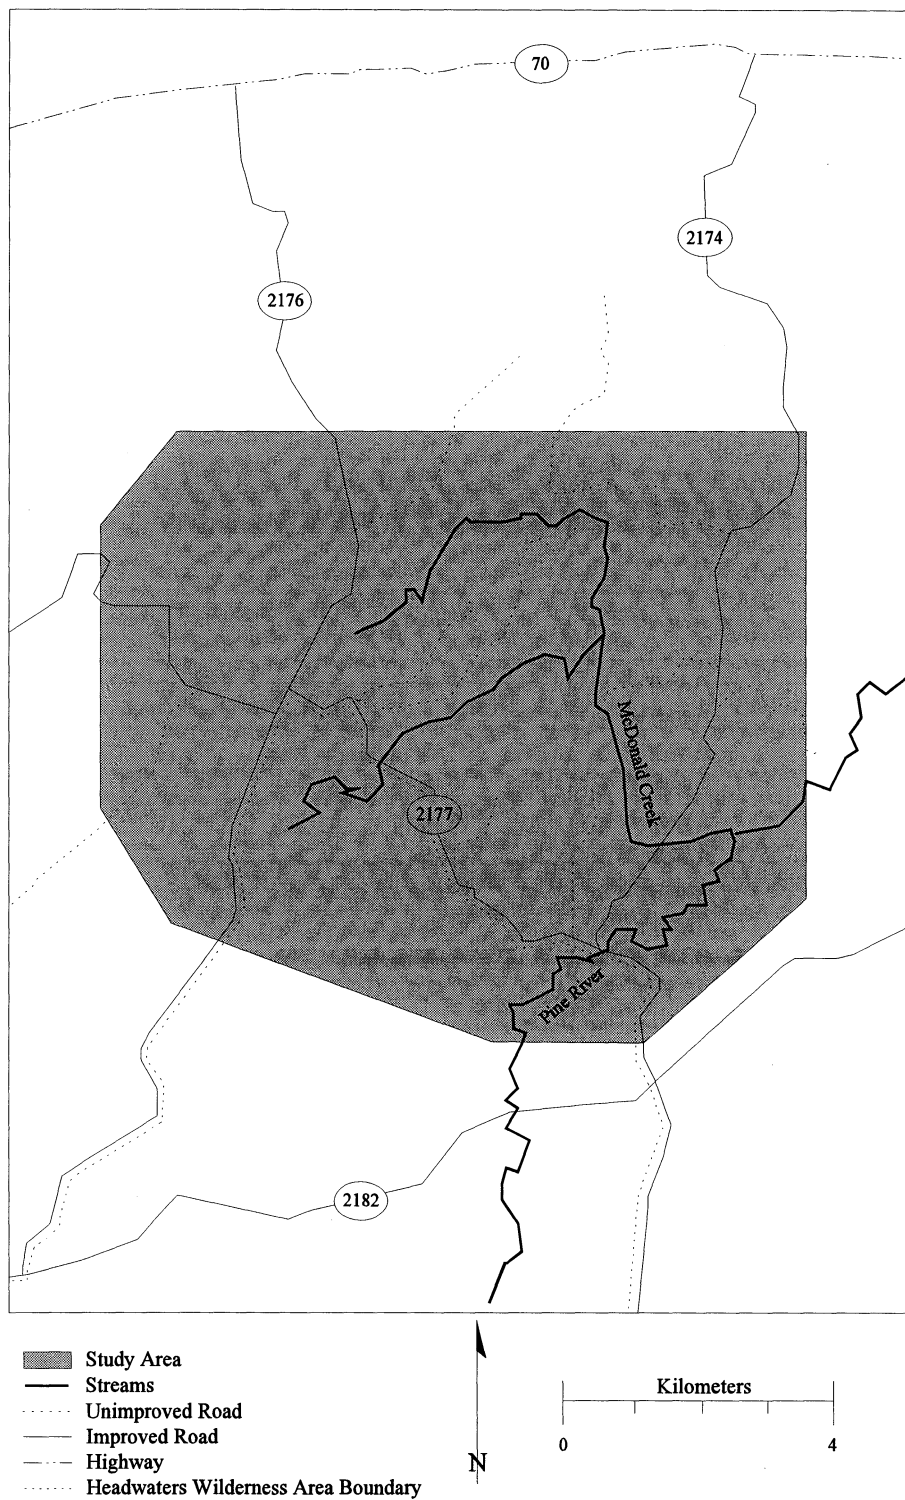 70
2174
2176
McDonald Creek
2177
Pine River
2182
Study Area
Streams
Unimproved Road
Improved Road
Highway
Headwaters Wilderness Area Boundary
N
Kilometers
0 4